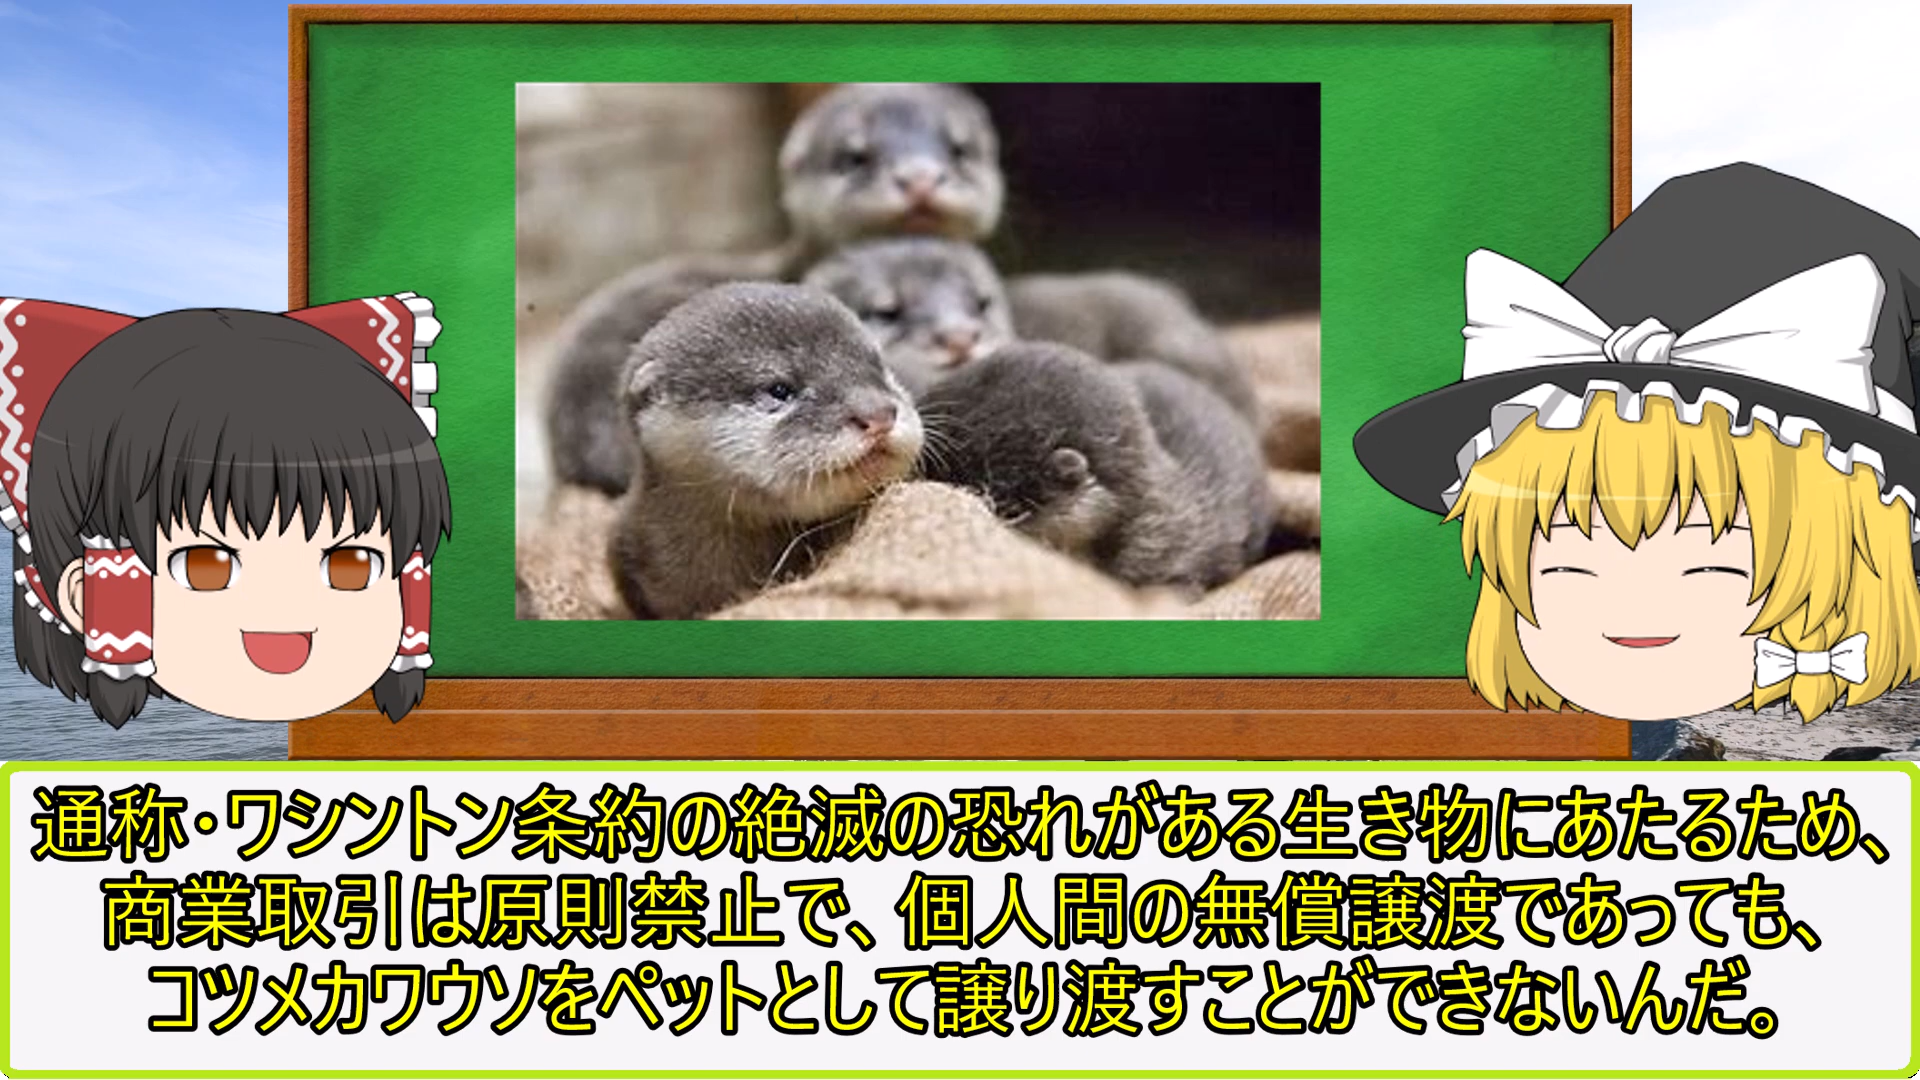 通称・ワシントン条約の絶滅の恐れがある生き物にあたるため、
商業取引は原則禁止で、個人間の無償譲渡であっても、
コツメカワウソをペットとして譲り渡すことができないんだ。